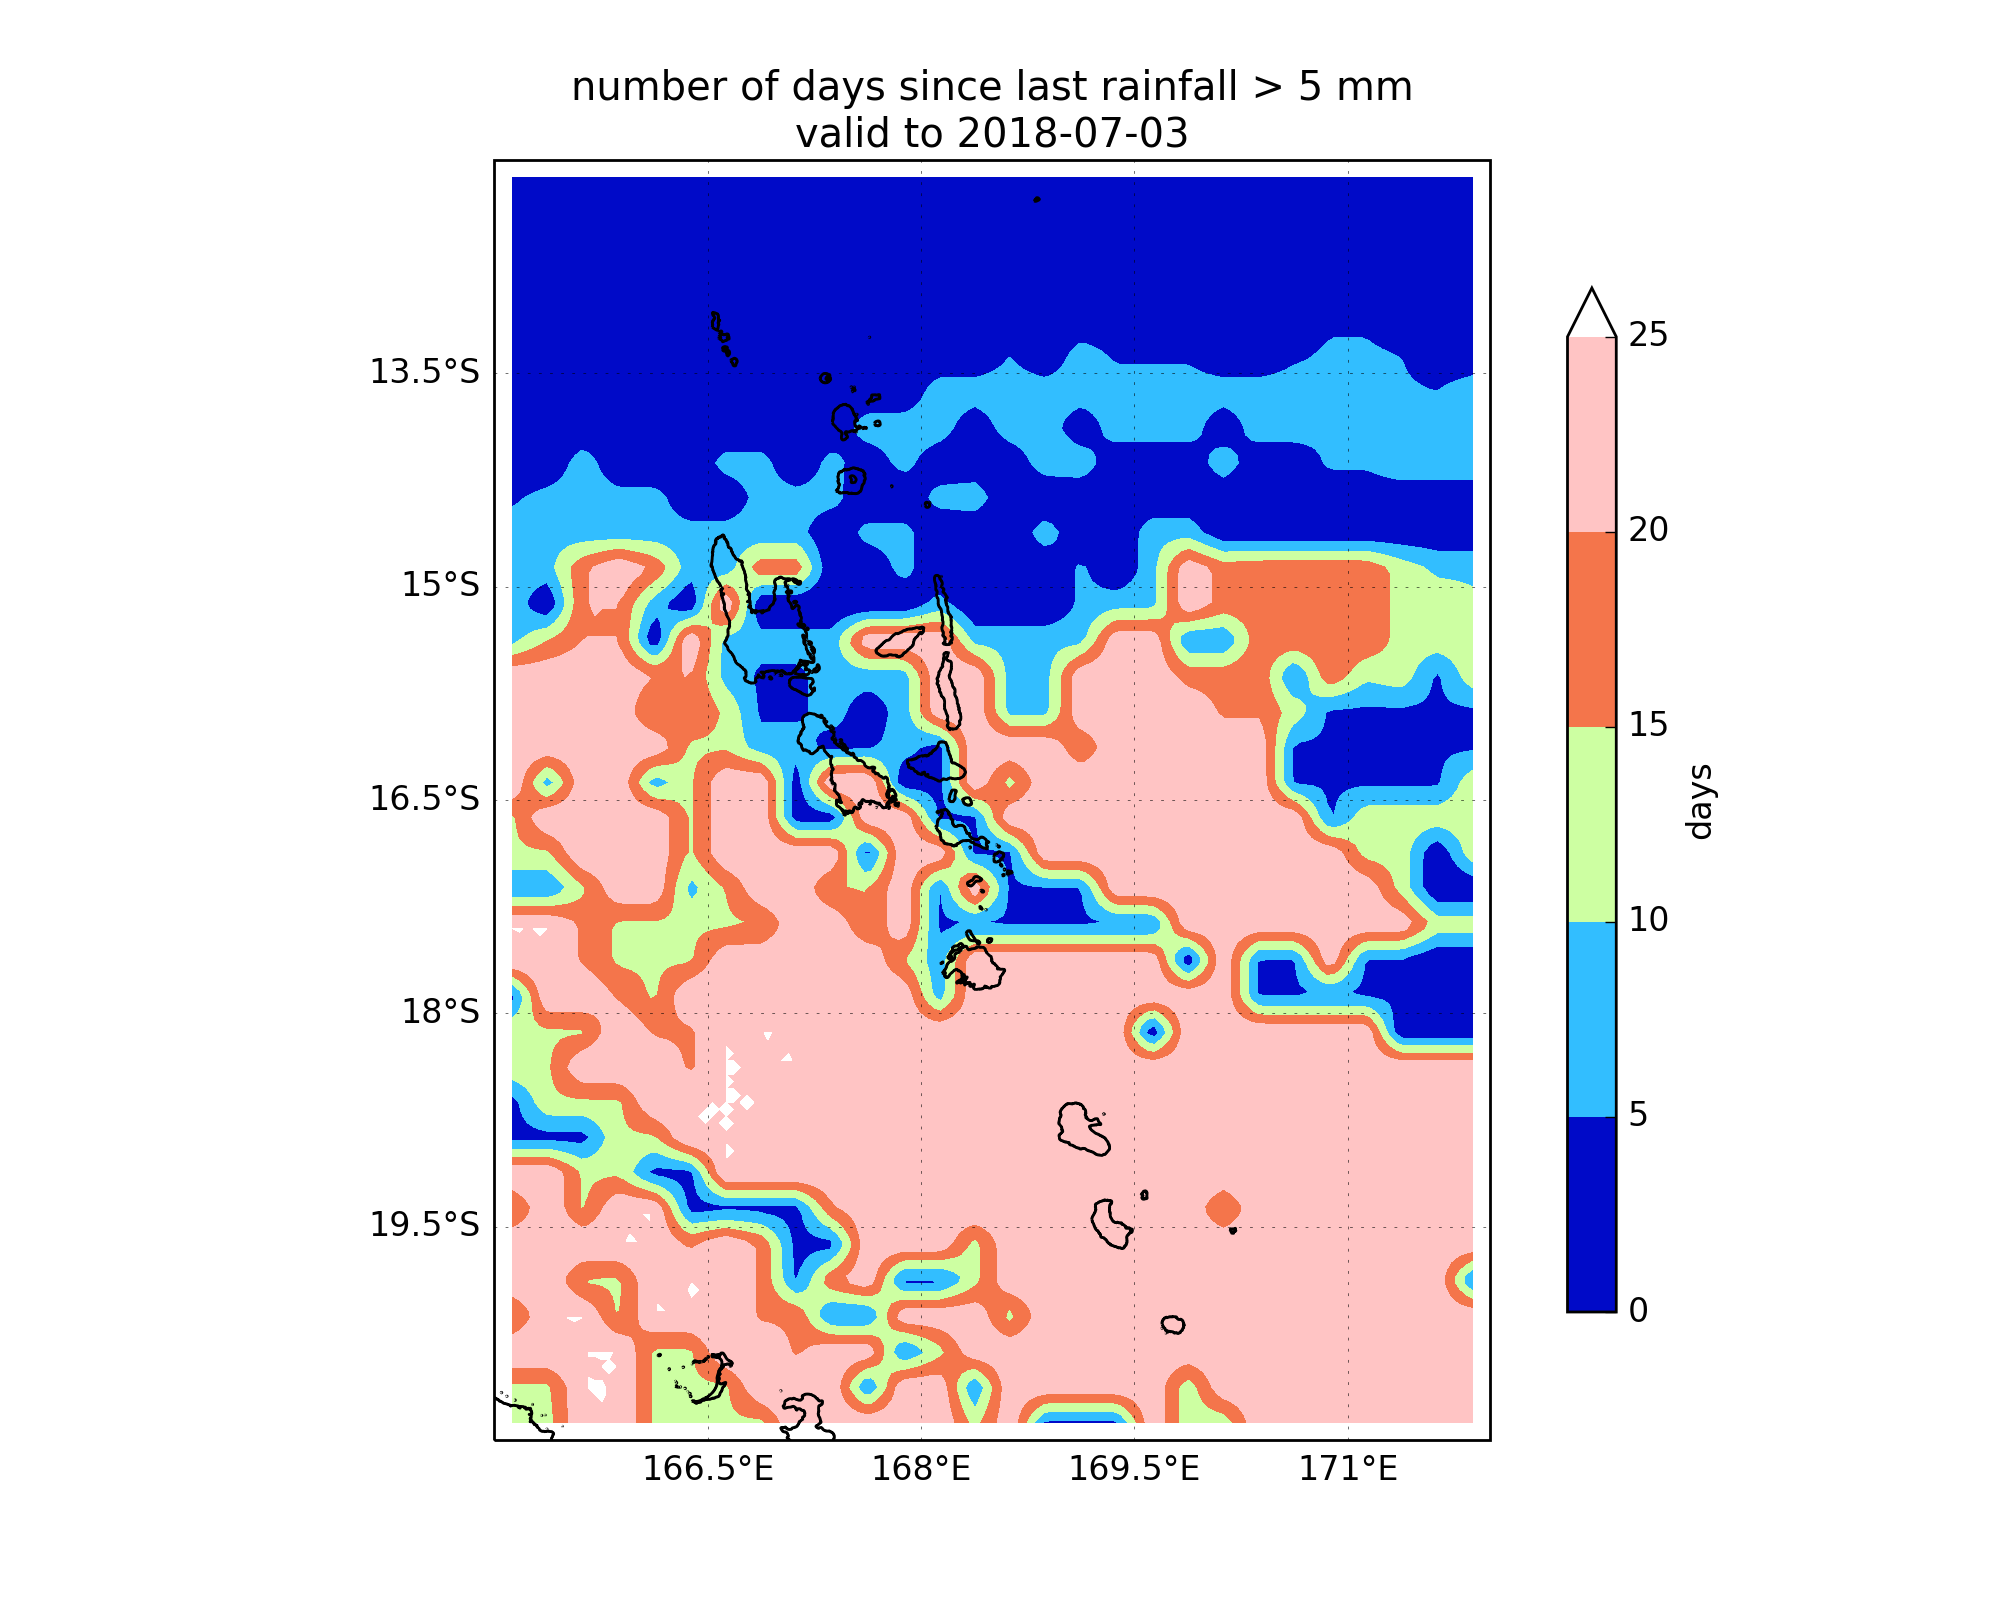 number of days since last rainfall > 5 mm
valid to 2018-07-03
13.5°S
15°S
16.5°S
18°S
19.5°S
166.5°E
168°E
169.5°E
171°E
25
20
15
10
5
0
days